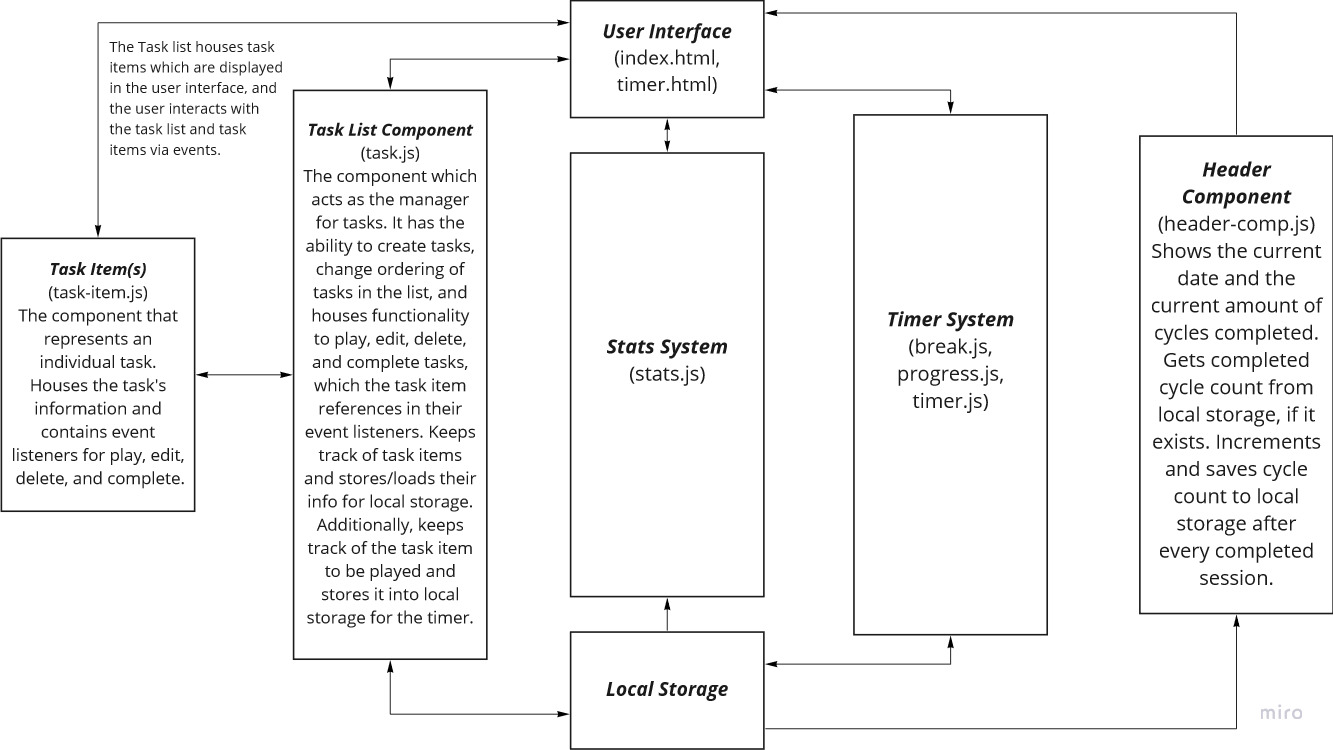 User Interface
(index.html,
timer.html)
The Task list houses task
items which are displayed
in the user interface, and
the user interacts with
the task list and task
items via events.
Task Item(s)
(task-item.js)
The component that
represents an
individual task.
Houses the task's
information and
contains event
listeners for play, edit,
delete, and complete.
Task List Component
(task.js)
The component which
acts as the manager
for tasks. It has the
ability to create tasks,
change ordering of
tasks in the list, and
houses functionality
to play, edit, delete,
and complete tasks,
which the task item
references in their
event listeners. Keeps
track of task items
and stores/loads their
info for local storage.
Additionally, keeps
track of the task item
to be played and
stores it into local
storage for the timer.
Stats System
(stats.js)
Timer System
(break.js,
progress.js,
timer.js)
Header
Component
(header-comp.js)
Shows the current
date and the
current amount of
cycles completed.
Gets completed
cycle count from
local storage, if it
exists. Increments
and saves cycle
count to local
storage after
every completed
session.
Local Storage
miro